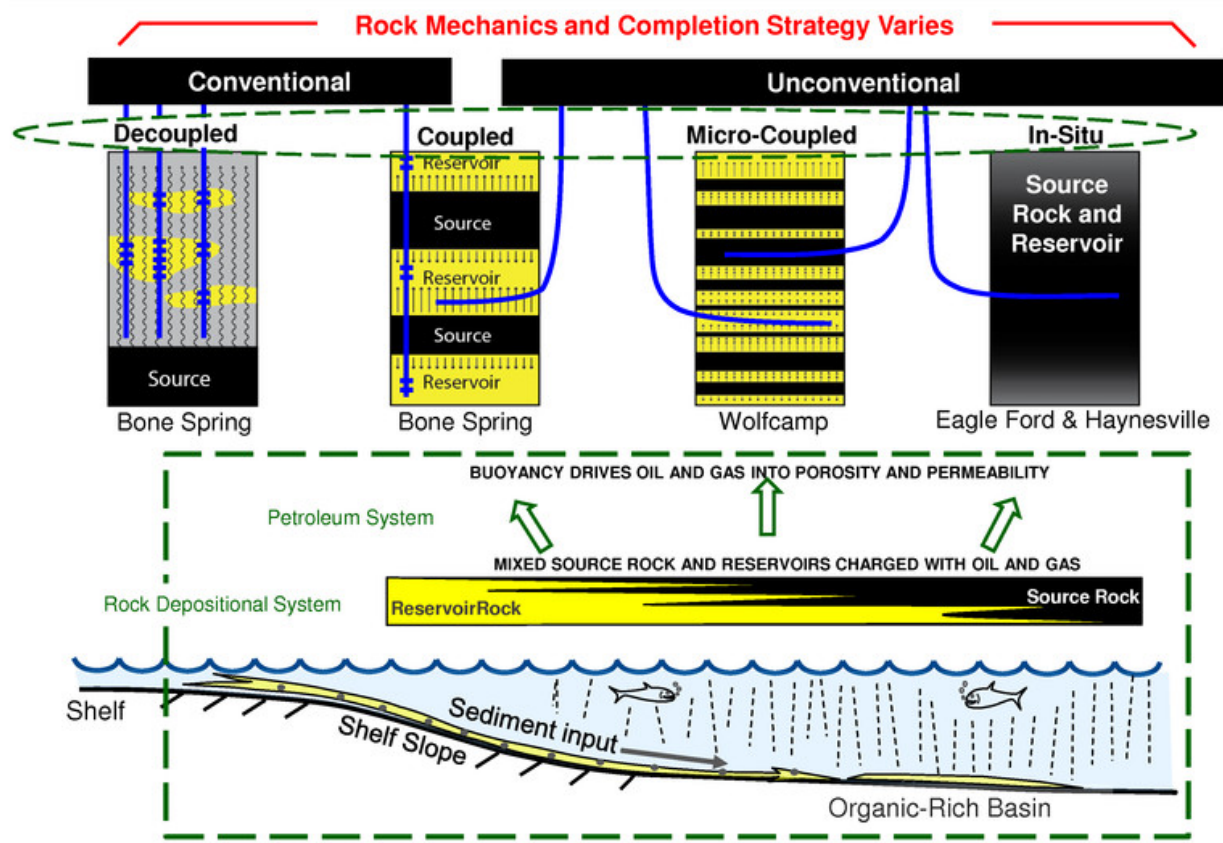 Rock Mechanics and Completion Strategy Varies
Conventional
Unconventional
Decoupled
Coupled
Micro-Coupled
In-Situ
Source
Bone Spring
Reservoir
Source
Reservoir
Source
Reservoir
Bone Spring
Wolfcamp
Source
Rock and
Reservoir
Eagle Ford & Haynesville
BUOYANCY DRIVES OIL AND GAS INTO POROSITY AND PERMEABILITY
Petroleum System
MIXED SOURCE ROCK AND RESERVOIRS CHARGED WITH OIL AND GAS
Rock Depositional System
ReservoirRock
Source Rock
Shelf
Shelf Slope
Sediment input
Organic-Rich Basin